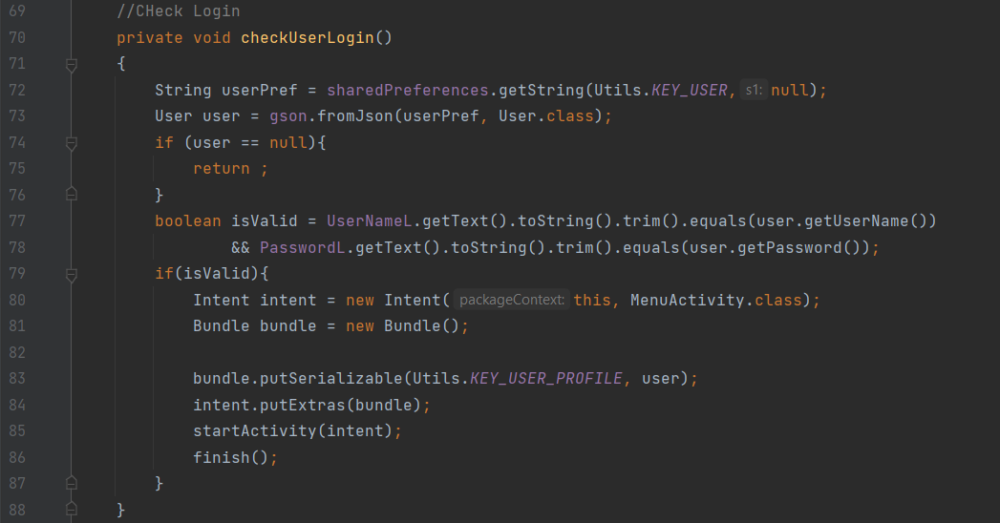 69 //CHeck Login
70 private void checkUserLogin()
71 {
72 String userPref = sharedPreferences.getString(Utils.KEY_USER, s1: null);
73 User user = gson.fromJson(userPref, User.class);
74 if (user == null){
75 return ;
76 }
77 boolean isValid = UserNameL.getText().toString().trim().equals(user.getUserName())
78 && PasswordL.getText().toString().trim().equals(user.getPassword());
79 if(isValid){
80 Intent intent = new Intent( packageContext: this, MenuActivity.class);
81 Bundle bundle = new Bundle();
82
83 bundle.putSerializable(Utils.KEY_USER_PROFILE, user);
84 intent.putExtras(bundle);
85 startActivity(intent);
86 finish();
87 }
88 }